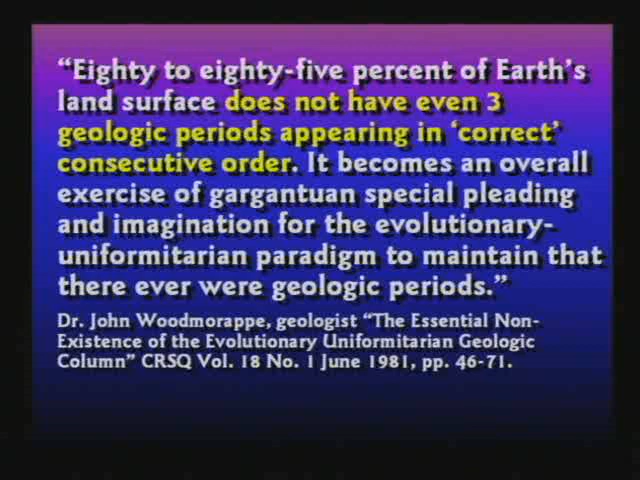 “Eighty to eighty-five percent of Earth’s
land surface does not have even 3
geologic periods appearing in ‘correct’
consecutive order. It becomes an overall
exercise of gargantuan special pleading
and imagination for the evolutionary-
uniformitarian paradigm to maintain that
there ever were geologic periods.”
Dr. John Woodmorappe, geologist “The Essential Non-
Existence of the Evolutionary Uniformitarian Geologic
Column” CRSQ Vol. 18 No. 1 June 1981, pp. 46-71.